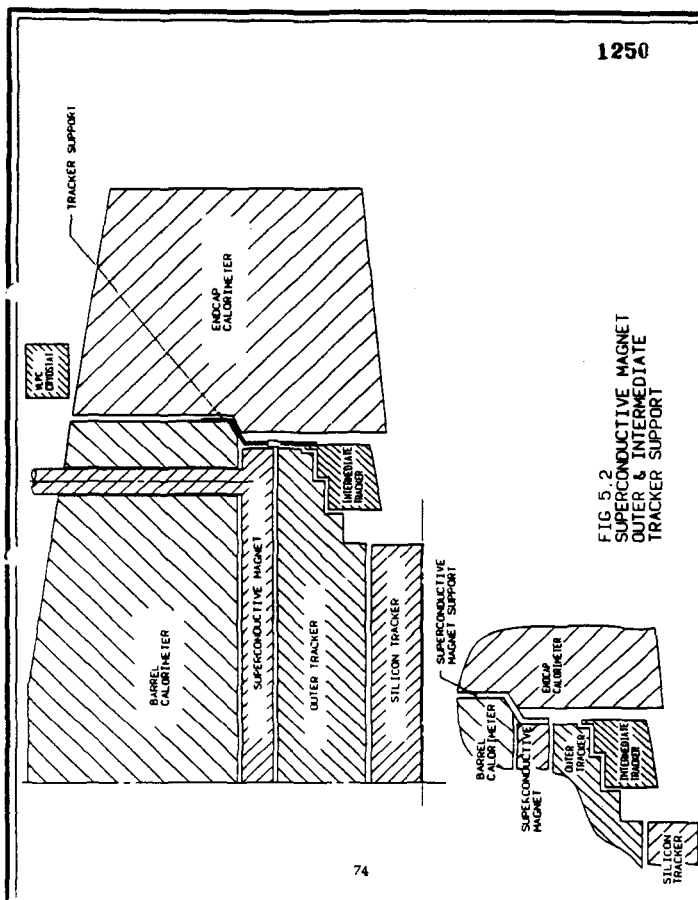 1250
TRACKER SUPPORT
ENDCAP
CALORIMETER
CRYOSTAT
BARREL
CALORIMETER
SUPERCONDUCTIVE MAGNET
OUTER TRACKER
INTERMEDIATE
TRACKER
SILICON TRACKER
FIG 5.2
SUPERCONDUCTIVE MAGNET
OUTER & INTERMEDIATE
TRACKER SUPPORT
SUPERCONDUCTIVE
MAGNET SUPPORT
BARREL
CALORIMETER
SUPERCONDUCTIVE
MAGNET
ENDCAP
CALORIMETER
OUTER
TRACKER
INTERMEDIATE
TRACKER
SILICON
TRACKER
74